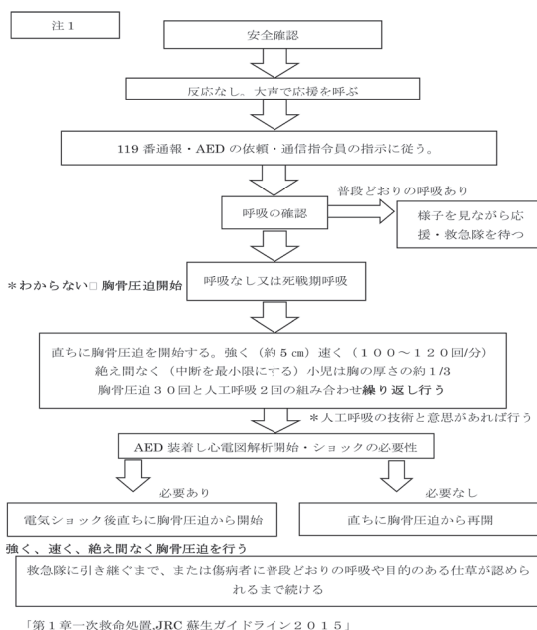 注１
安全確認
反応なし。大声で応援を呼ぶ
119 番通報・AED の依頼・通信指令員の指示に従う。
普段どおりの呼吸あり
呼吸の確認
様子を見ながら応
援・救急隊を待つ
＊わからない□ 胸骨圧迫開始
呼吸なし又は死戦期呼吸
直ちに胸骨圧迫を開始する。強く（約５㎝）速く（１００～１２０回/分）
絶え間なく（中断を最小限にする）小児は胸の厚さの約１/3
胸骨圧迫３０回と人工呼吸２回の組み合わせ繰り返し行う
＊人工呼吸の技術と意思があれば行う
AED 装着し心電図解析開始・ショックの必要性
必要あり
必要なし
電気ショック後直ちに胸骨圧迫から開始
直ちに胸骨圧迫から再開
強く、速く、絶え間なく胸骨圧迫を行う
救急隊に引き継ぐまで、または傷病者に普段どおりの呼吸や目的のある仕草が認め
られるまで続ける
「第１章一次救命処置,JRC 蘇生ガイドライン２０１５」